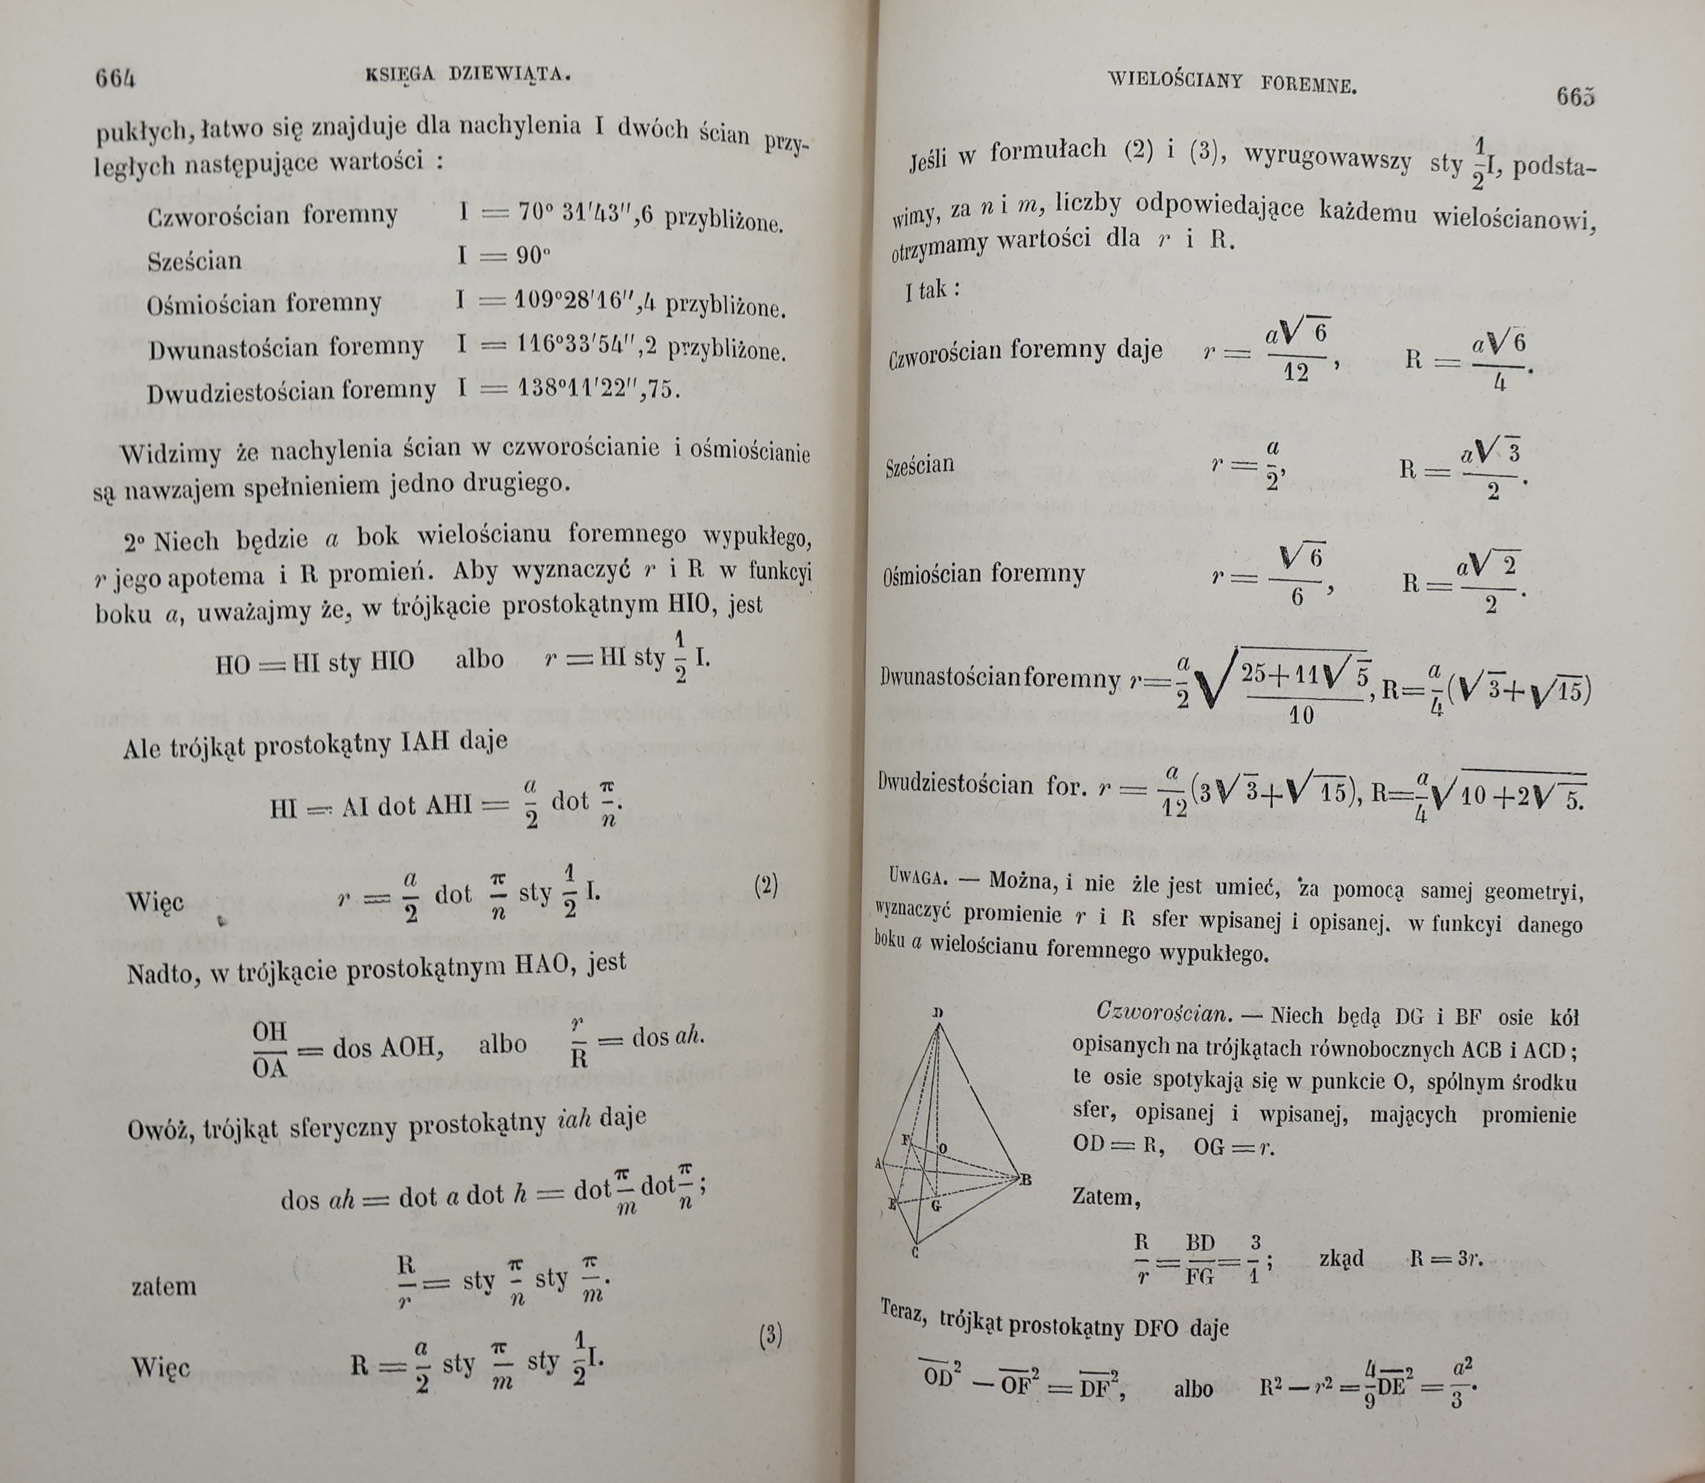 664 KSIĘGA DZIEWIĄTA.
pukłych, łatwo się znajduje dla nachylenia I dwóch ścian przy-
ległych następujące wartości :
Czworościan foremny I = 70° 31'43",6 przybliżone.
Sześcian I = 90°
Ośmiościan foremny I = 109°28'16",4 przybliżone.
Dwunastościan foremny I = 116°33'54",2 przybliżone.
Dwudziestościan foremny I = 138°11'22",75.
Widzimy że nachylenia ścian w czworościanie i ośmiościanie
są nawzajem spełnieniem jedno drugiego.
2° Niech będzie a bok wielościanu foremnego wypukłego,
r jego apotema i R promień. Aby wyznaczyć r i R w funkcyi
boku a, uważajmy że, w trójkącie prostokątnym HIO, jest
HO = HI sty HIO albo r = HI sty 1/2 I.
Ale trójkąt prostokątny IAH daje
HI = AI dot AHI = a/2 dot π/n.
Więc r = a/2 dot π/n sty 1/2 I. (2)
Nadto, w trójkącie prostokątnym HAO, jest
OH/OA = dos AOH, albo r/R = dos ah.
Owóż, trójkąt sferyczny prostokątny iah daje
dos ah = dot a dot h = dot π/m dot π/n ;
zatem R/r = sty π/n sty π/m.
Więc R = a/2 sty π/m sty 1/2 I. (3)
WIELOŚCIANY FOREMNE. 665
Jeśli w formułach (2) i (3), wyrugowawszy sty 1/2 I, podsta-
wimy, za n i m, liczby odpowiedające każdemu wielościanowi,
otrzymamy wartości dla r i R.
I tak :
Czworościan foremny daje r = a√6/12, R = a√6/4.
Sześcian r = a/2, R = a√3/2.
Ośmiościan foremny r = √6/6, R = a√2/2.
Dwunastościan foremny r = a/2 √((25+11√5)/10), R = a/4(√3+√15)
Dwudziestościan for. r = a/12(3√3+√15), R = a/4 √(10+2√5).
UWAGA. — Można, i nie źle jest umieć, za pomocą samej geometryi,
wyznaczyć promienie r i R sfer wpisanej i opisanej. w funkcyi danego
boku a wielościanu foremnego wypukłego.
D
F
O
A
B
E
G
C
Czworościan. — Niech będą DG i BF osie kół
opisanych na trójkątach równobocznych ACB i ACD ;
te osie spotykają się w punkcie O, spólnym środku
sfer, opisanej i wpisanej, mających promienie
OD = R, OG = r.
Zatem,
R/r = BD/FG = 3/1 ; zkąd R = 3r.
Teraz, trójkąt prostokątny DFO daje
OD² — OF² = DF², albo R² — r² = 4/9 DE² = a²/3.